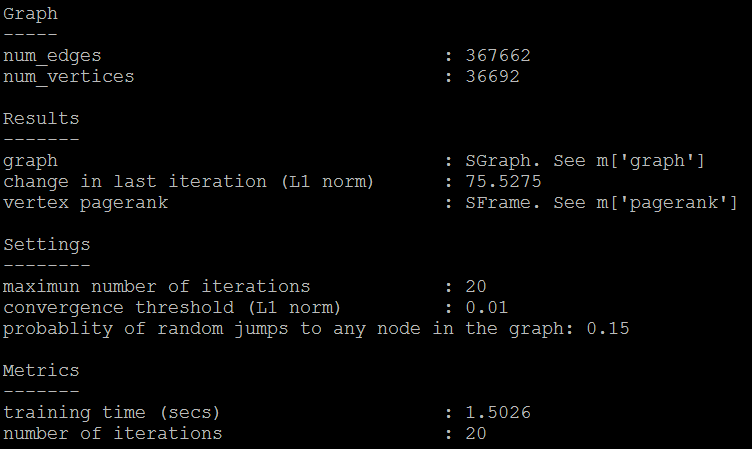 Graph
-----
num_edges : 367662
num_vertices : 36692
Results
-------
graph : SGraph. See m['graph']
change in last iteration (L1 norm) : 75.5275
vertex pagerank : SFrame. See m['pagerank']
Settings
--------
maximun number of iterations : 20
convergence threshold (L1 norm) : 0.01
probablity of random jumps to any node in the graph: 0.15
Metrics
-------
training time (secs) : 1.5026
number of iterations : 20